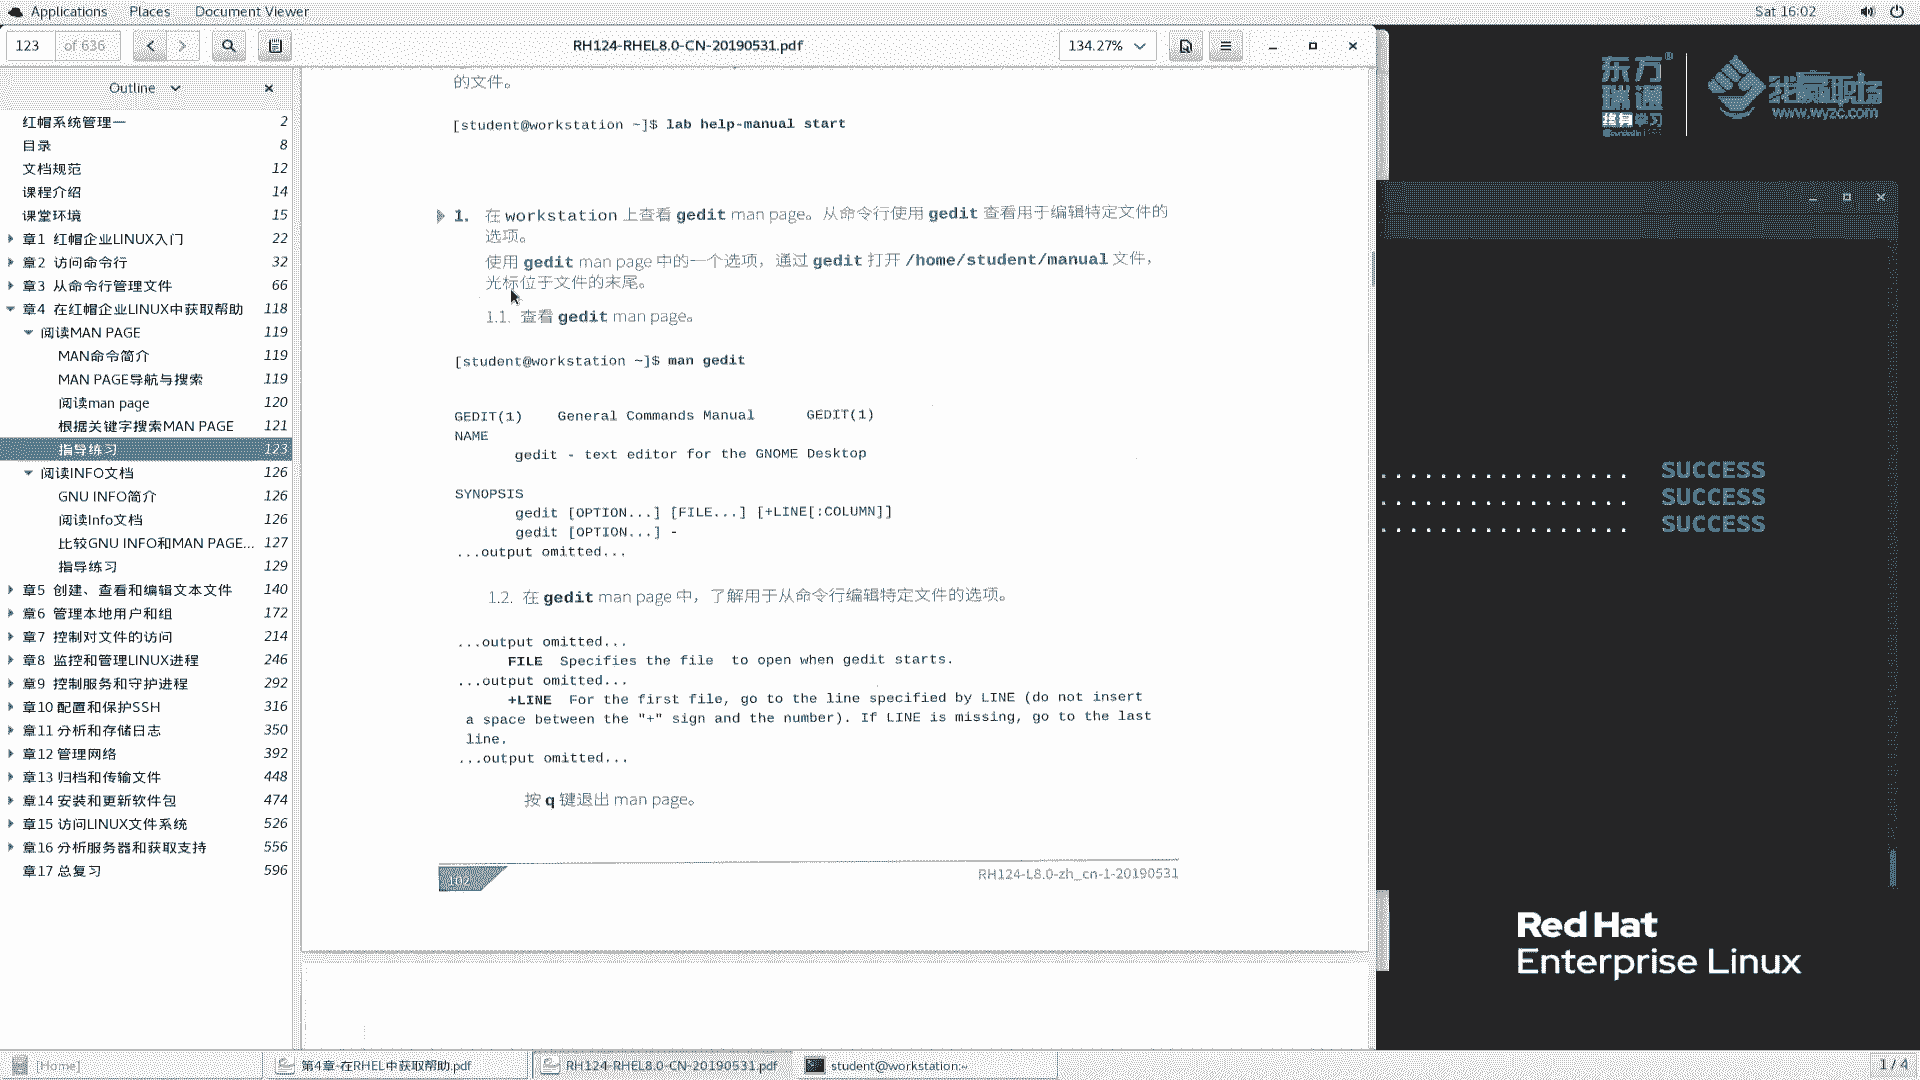 Applications Places Document Viewer Sat 16:02
123 of 636 RH124-RHEL8.0-CN-20190531.pdf 134.27%
Outline
红帽系统管理一 2
目录 8
文档规范 12
课程介绍 14
课堂环境 15
章1 红帽企业LINUX入门 22
章2 访问命令行 32
章3 从命令行管理文件 66
章4 在红帽企业LINUX中获取帮助 118
阅读MAN PAGE 119
MAN命令简介 119
MAN PAGE导航与搜索 119
阅读man page 120
根据关键字搜索MAN PAGE 121
指导练习 123
阅读INFO文档 126
GNU INFO简介 126
阅读Info文档 126
比较GNU INFO和MAN PAGE... 127
指导练习 129
章5 创建、查看和编辑文本文件 140
章6 管理本地用户和组 172
章7 控制对文件的访问 214
章8 监控和管理LINUX进程 246
章9 控制服务和守护进程 292
章10 配置和保护SSH 316
章11 分析和存储日志 350
章12 管理网络 392
章13 归档和传输文件 448
章14 安装和更新软件包 474
章15 访问LINUX文件系统 526
章16 分析服务器和获取支持 556
章17 总复习 596
的文件。
[student@workstation ~]$ lab help-manual start
1. 在 workstation 上查看 gedit man page。从命令行使用 gedit 查看用于编辑特定文件的
选项。
使用 gedit man page 中的一个选项，通过 gedit 打开 /home/student/manual 文件，
光标位于文件的末尾。
1.1. 查看 gedit man page。
[student@workstation ~]$ man gedit
GEDIT(1) General Commands Manual GEDIT(1)
NAME
gedit - text editor for the GNOME Desktop
SYNOPSIS
gedit [OPTION...] [FILE...] [+LINE[:COLUMN]]
gedit [OPTION...] -
...output omitted...
1.2. 在 gedit man page 中，了解用于从命令行编辑特定文件的选项。
...output omitted...
FILE Specifies the file to open when gedit starts.
...output omitted...
+LINE For the first file, go to the line specified by LINE (do not insert
a space between the "+" sign and the number). If LINE is missing, go to the last
line.
...output omitted...
按 q 键退出 man page。
102
RH124-L8.0-zh_cn-1-20190531
东方
瑞通
终身学习
我赢职场
www.wyzc.com
................. SUCCESS
................. SUCCESS
................. SUCCESS
Red Hat
Enterprise Linux
[Home] 第4章-在RHEL中获取帮助.pdf RH124-RHEL8.0-CN-20190531.pdf student@workstation:~ 1 / 4